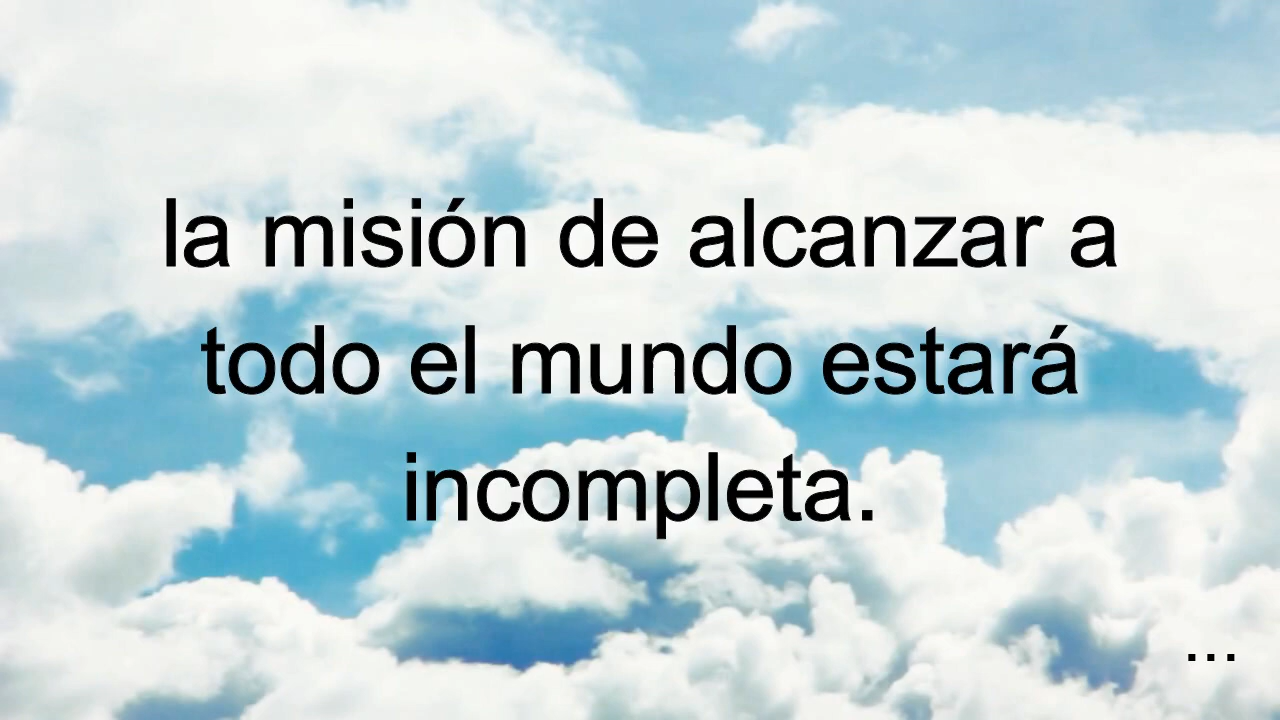 la misión de alcanzar a
todo el mundo estará
incompleta.
...